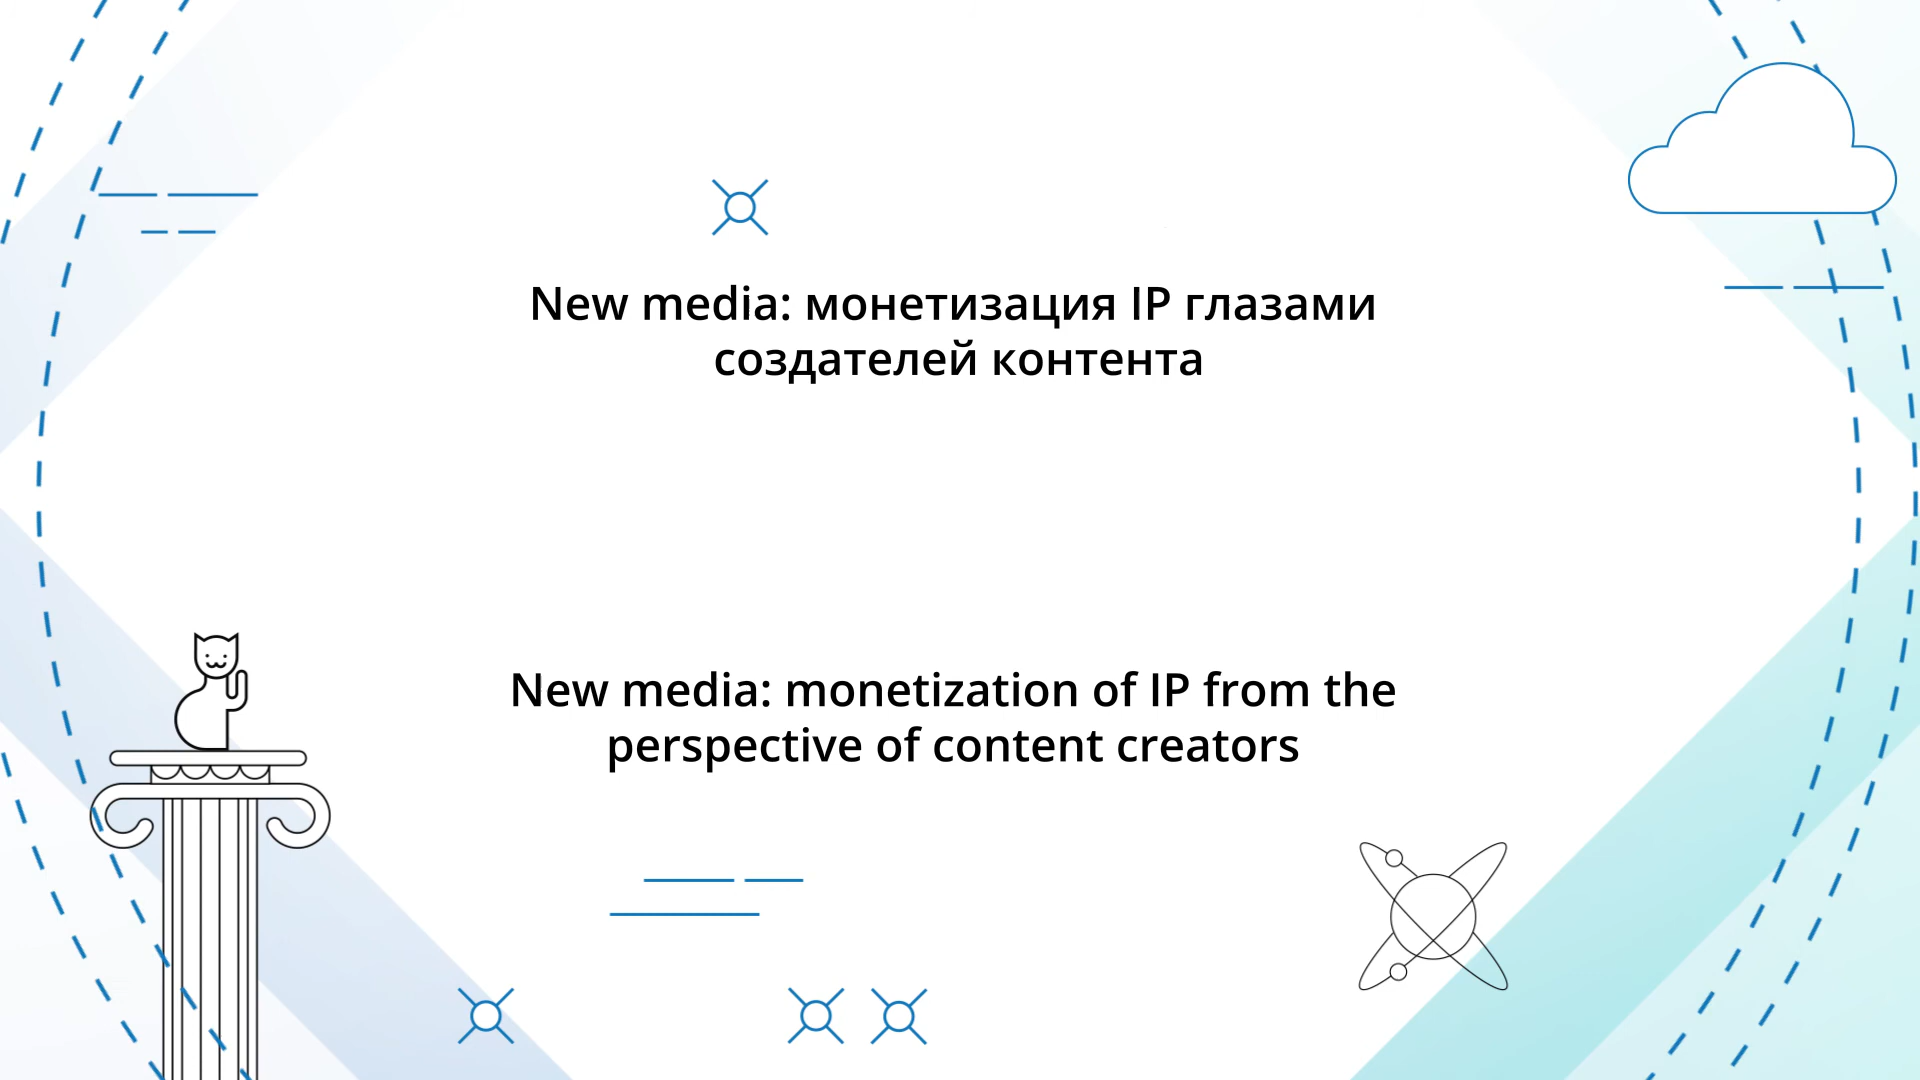 New media: монетизация IP глазами
создателей контента
New media: monetization of IP from the
perspective of content creators